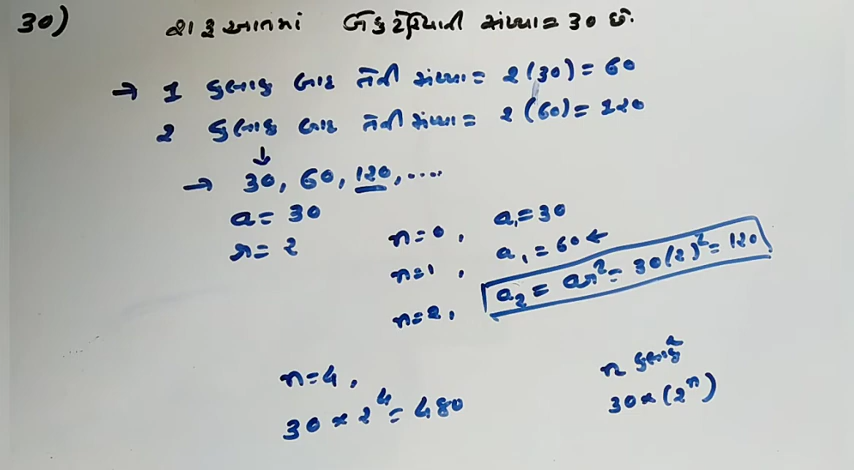 30) શરૂઆતમાં બેક્ટેરિયાની સંખ્યા = 30 છે.
→ 1 કલાક બાદ તેની સંખ્યા = 2(30) = 60
2 કલાક બાદ તેની સંખ્યા = 2(60) = 120
↓
→ 30, 60, 120, ....
a = 30
r = 2
n=0, a,=30
n=1, a₁=60←
n=2, a₂ = ar² = 30(2)² = 120
n=4,
30 × 2⁴ = 480
n કલાકે
30×(2ⁿ)